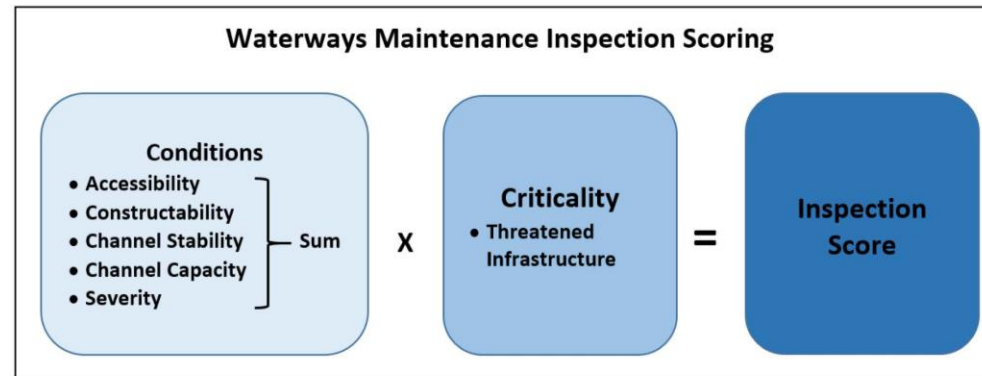 Waterways Maintenance Inspection Scoring
Conditions
• Accessibility
• Constructability
• Channel Stability
• Channel Capacity
• Severity
Sum
X
Criticality
• Threatened
Infrastructure
=
Inspection
Score